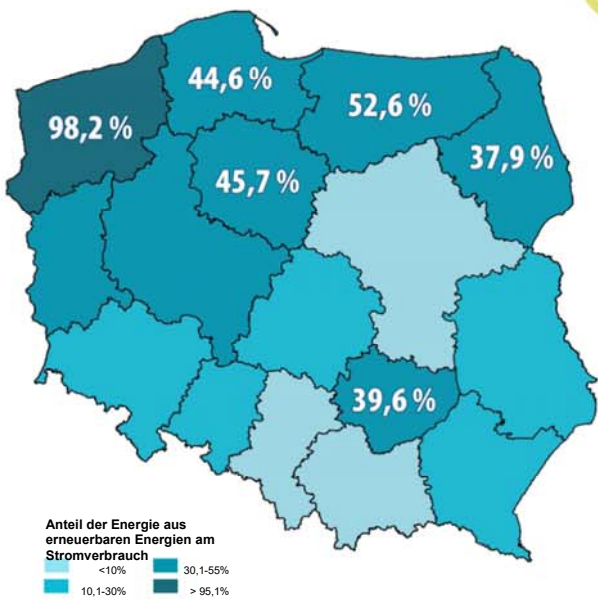 44,6 %
52,6 %
98,2 %
37,9 %
45,7 %
39,6 %
Anteil der Energie aus
erneuerbaren Energien am
Stromverbrauch
<10% 30,1-55%
10,1-30% > 95,1%